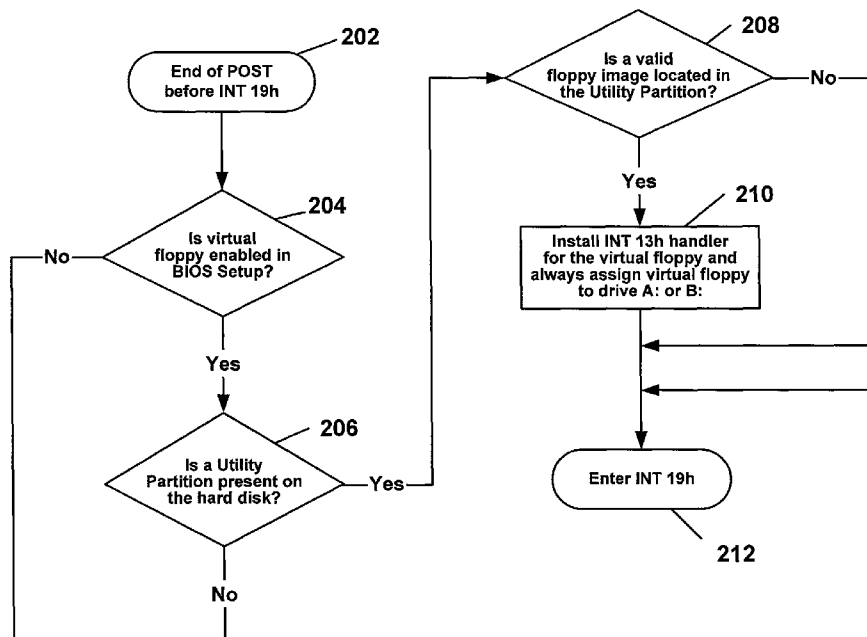 202
End of POST
before INT 19h
204
Is virtual
floppy enabled in
BIOS Setup?
No
Yes
206
Is a Utility
Partition present on
the hard disk?
Yes
No
208
Is a valid
floppy image located in
the Utility Partition?
No
Yes
210
Install INT 13h handler
for the virtual floppy and
always assign virtual floppy
to drive A: or B:
Enter INT 19h
212